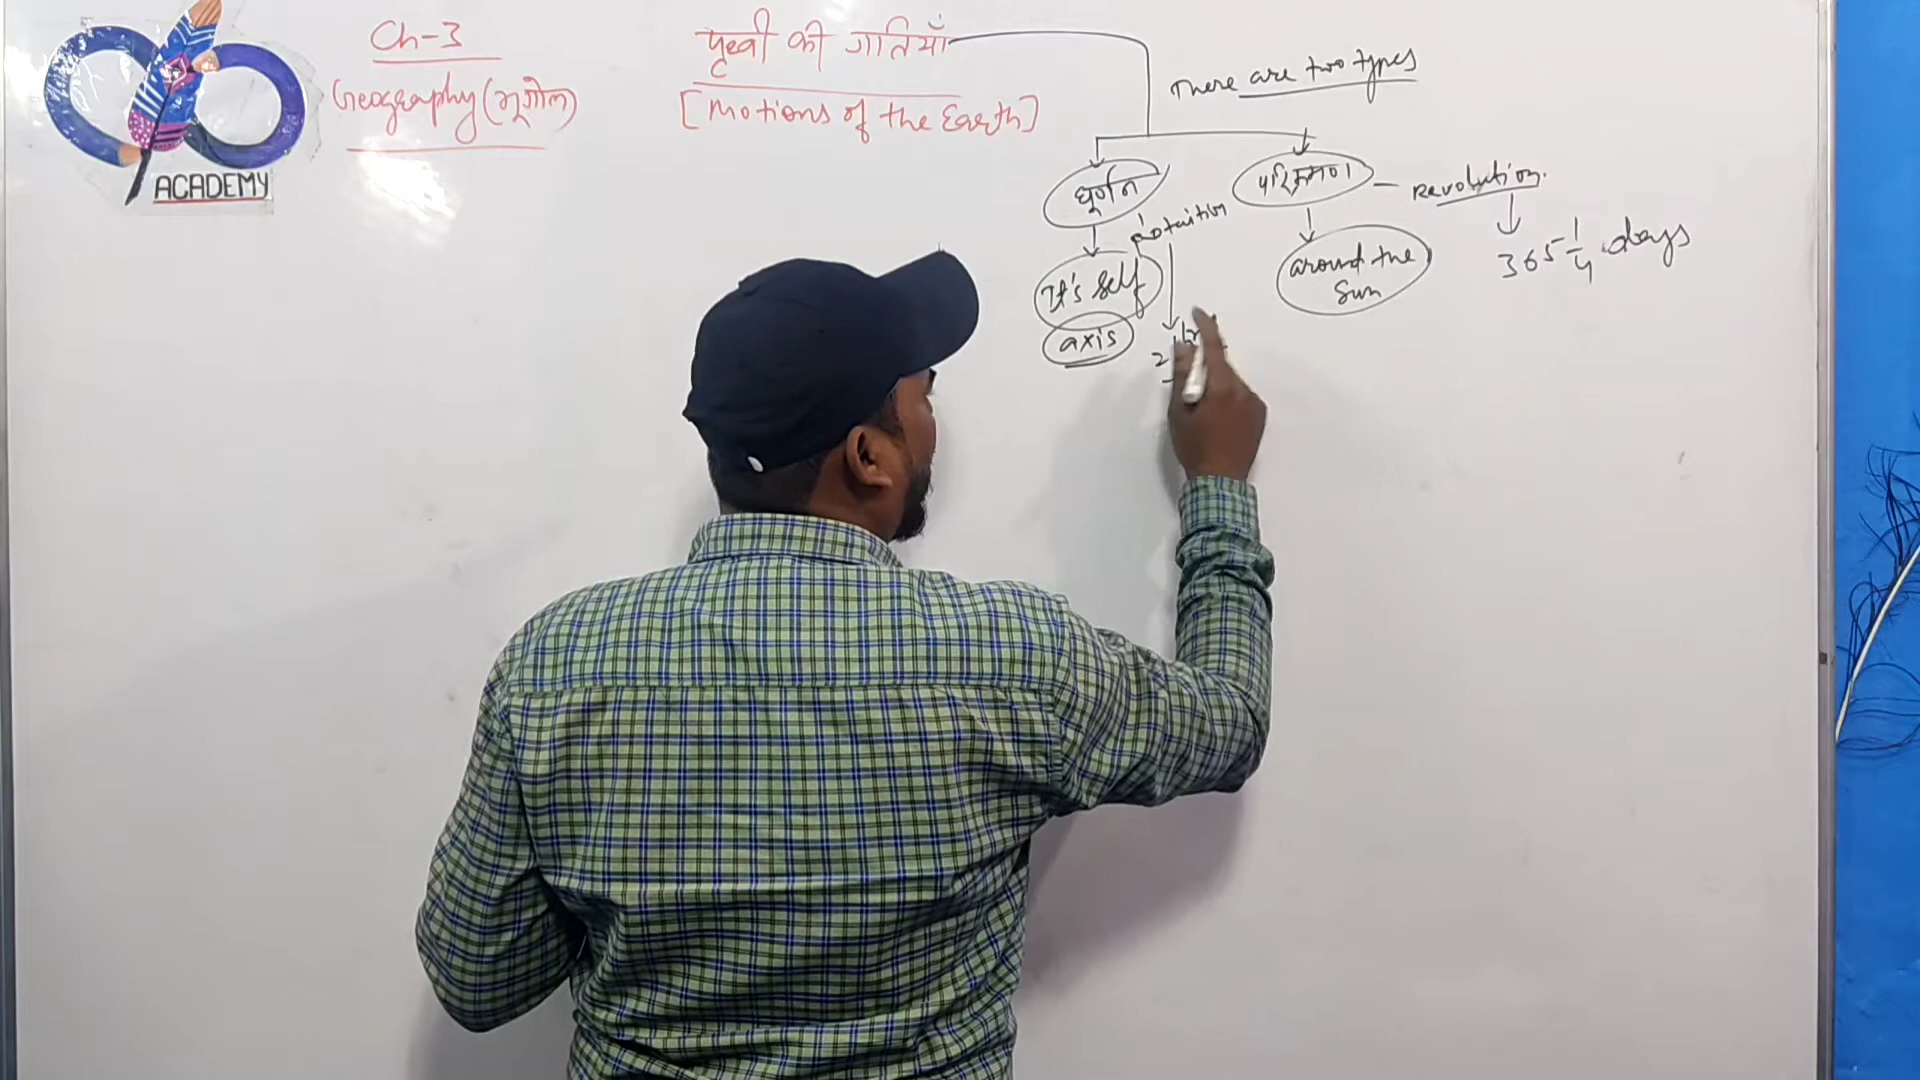 ACADEMY
Ch-3
Geography (भूगोल)
पृथ्वी की गतियाँ
[Motions of the Earth]
There are two types
घूर्णन
It's self
axis
परिक्रमण
around the
Sun
Revolution.
365 1/4 days